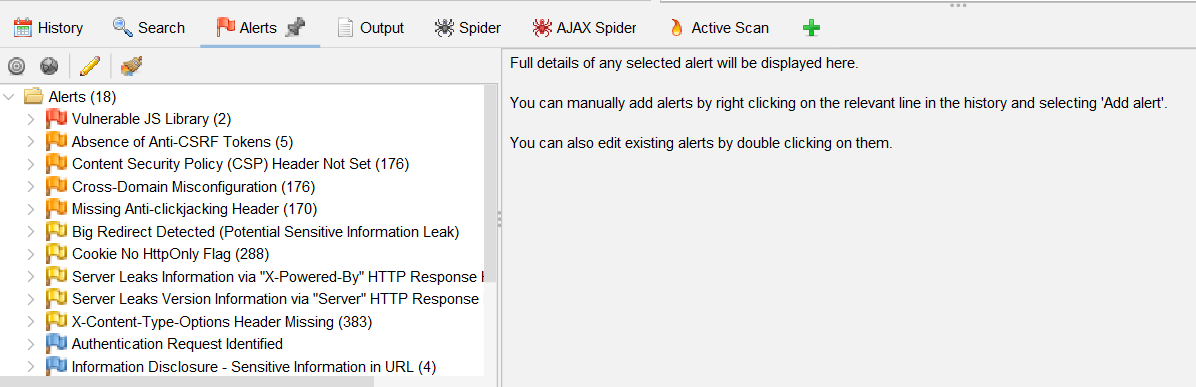 History
Search
Alerts
Output
Spider
AJAX Spider
Active Scan
Alerts (18)
Vulnerable JS Library (2)
Absence of Anti-CSRF Tokens (5)
Content Security Policy (CSP) Header Not Set (176)
Cross-Domain Misconfiguration (176)
Missing Anti-clickjacking Header (170)
Big Redirect Detected (Potential Sensitive Information Leak)
Cookie No HttpOnly Flag (288)
Server Leaks Information via "X-Powered-By" HTTP Response
Server Leaks Version Information via "Server" HTTP Response
X-Content-Type-Options Header Missing (383)
Authentication Request Identified
Information Disclosure - Sensitive Information in URL (4)
Full details of any selected alert will be displayed here.
You can manually add alerts by right clicking on the relevant line in the history and selecting 'Add alert'.
You can also edit existing alerts by double clicking on them.